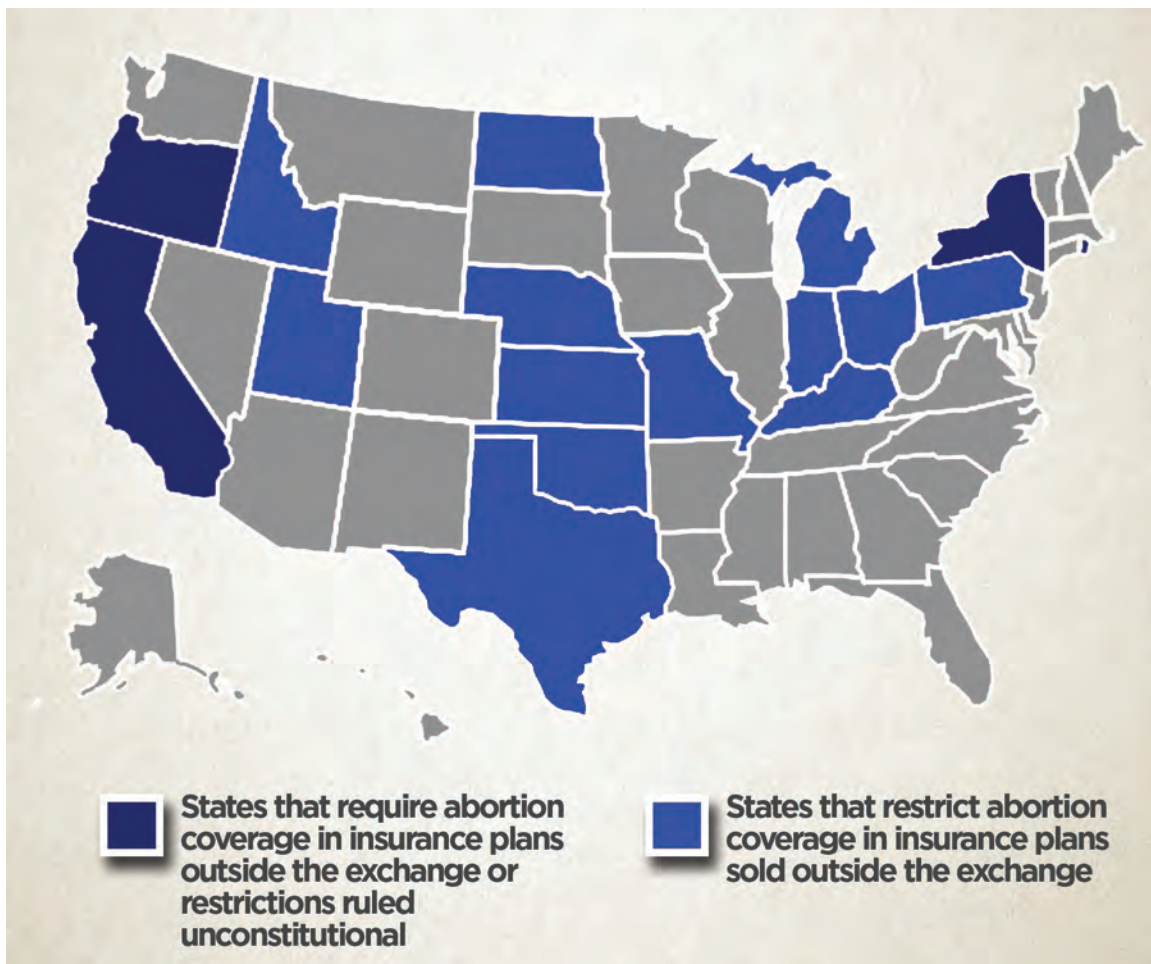 States that require abortion
coverage in insurance plans
outside the exchange or
restrictions ruled
unconstitutional
States that restrict abortion
coverage in insurance plans
sold outside the exchange